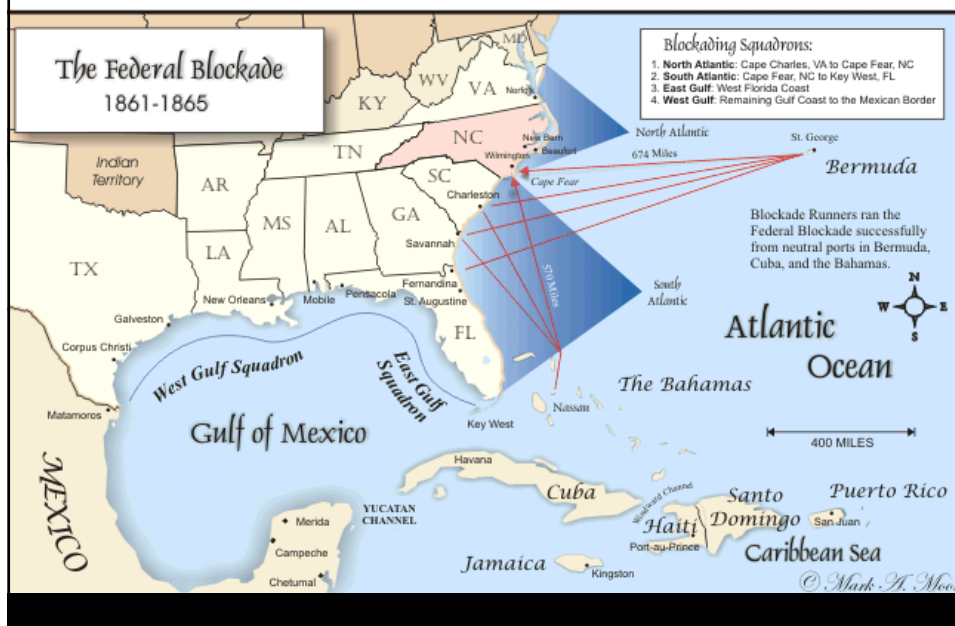 The Federal Blockade
1861-1865
Blockading Squadrons:
1. North Atlantic: Cape Charles, VA to Cape Fear, NC
2. South Atlantic: Cape Fear, NC to Key West, FL
3. East Gulf: West Florida Coast
4. West Gulf: Remaining Gulf Coast to the Mexican Border
MD
WV
VA
Norfolk
KY
NC
New Bern
Beaufort
Wilmington
Cape Fear
North Atlantic
674 Miles
St. George
Bermuda
Indian
Territory
TN
AR
SC
Charleston
MS
AL
GA
Savannah
Blockade Runners ran the
Federal Blockade successfully
from neutral ports in Bermuda,
Cuba, and the Bahamas.
TX
LA
570 Miles
South
Atlantic
N
W
E
S
New Orleans
Mobile
Pensacola
Fernandina
St. Augustine
Galveston
FL
Corpus Christi
Atlantic
Ocean
West Gulf Squadron
East Gulf
Squadron
The Bahamas
Nassau
Matamoros
Key West
Gulf of Mexico
400 MILES
MEXICO
Havana
Cuba
Windward Channel
YUCATAN
CHANNEL
Haiti
Santo
Domingo
Puerto Rico
San Juan
Merida
Campeche
Chetumal
Port-au-Prince
Jamaica
Kingston
Caribbean Sea
© Mark A. Moo